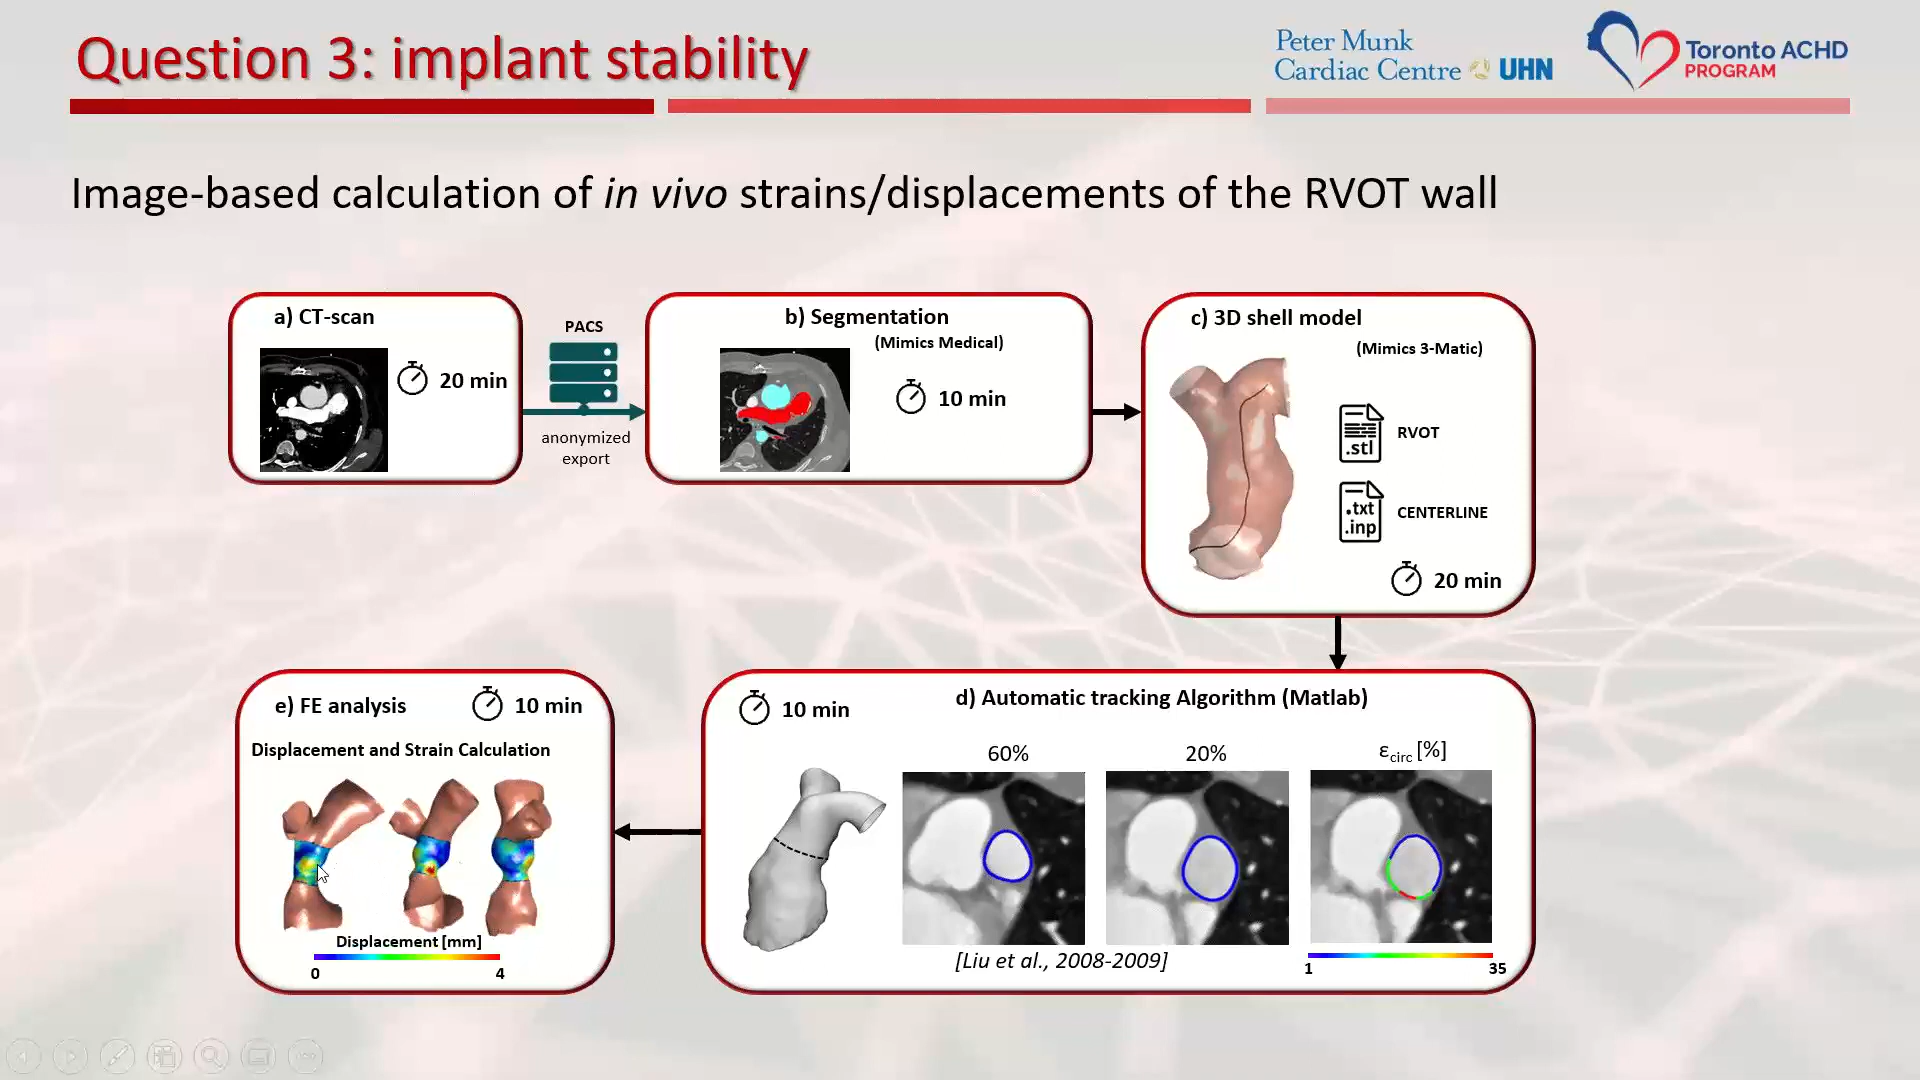 Question 3: implant stability
Peter Munk
Cardiac Centre UHN
Toronto ACHD
PROGRAM
Image-based calculation of in vivo strains/displacements of the RVOT wall
a) CT-scan
20 min
PACS
anonymized
export
b) Segmentation
(Mimics Medical)
10 min
c) 3D shell model
(Mimics 3-Matic)
.stl
RVOT
.txt
.inp
CENTERLINE
20 min
d) Automatic tracking Algorithm (Matlab)
10 min
60%
20%
εcirc [%]
[Liu et al., 2008-2009]
1
35
e) FE analysis
10 min
Displacement and Strain Calculation
Displacement [mm]
0
4